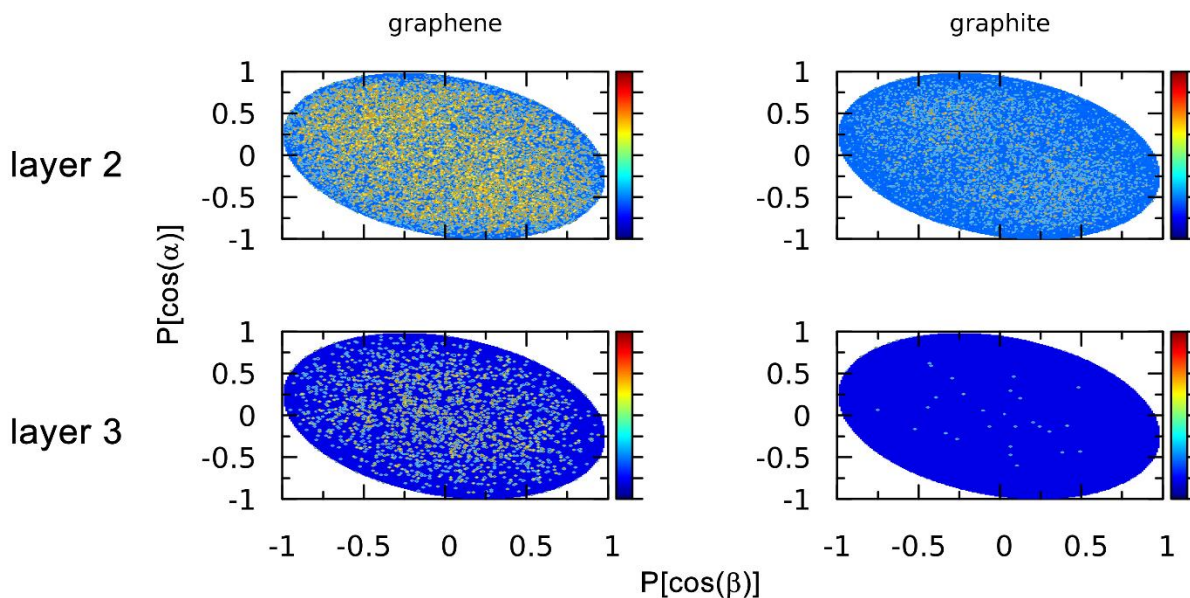 graphene graphite
1 1
0.5 0.5
layer 2 0 0
-0.5 -0.5
-1 -1
P[cos(α)]
1 1
0.5 0.5
layer 3 0 0
-0.5 -0.5
-1 -1
-1 -0.5 0 0.5 1 -1 -0.5 0 0.5 1
P[cos(β)]